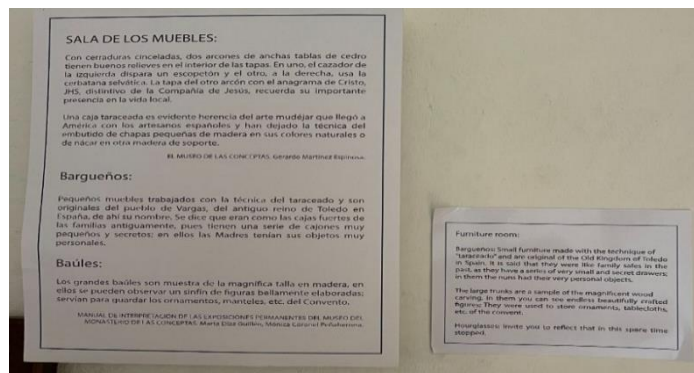 SALA DE LOS MUEBLES:
Con cerraduras cinceladas, dos arcones de anchas tablas de cedro
tienen buenos relieves en el interior de las tapas. En uno, el cazador de
la izquierda dispara un escopetón y el otro, a la derecha, usa la
cerbatana selvática. La tapa del otro arcón con el anagrama de Cristo,
JHS, distintivo de la Compañía de Jesús, recuerda su importante
presencia en la vida local.
Una caja taraceada es evidente herencia del arte mudéjar que llegó a
América con los artesanos españoles y han dejado la técnica del
embutido de chapas pequeñas de madera en sus colores naturales o
de nácar en otra madera de soporte.
EL MUSEO DE LAS CONCEPTAS. Gerardo Martínez Espinosa.
Bargueños:
Pequeños muebles trabajados con la técnica del taraceado y son
originales del pueblo de Vargas, del antiguo reino de Toledo en
España, de ahí su nombre. Se dice que eran como las cajas fuertes de
las familias antiguamente, pues tienen una serie de cajones muy
pequeños y secretos; en ellos las Madres tenían sus objetos muy
personales.
Baúles:
Los grandes baúles son muestra de la magnífica talla en madera, en
ellos se pueden observar un sinfín de figuras bellamente elaboradas;
servían para guardar los ornamentos, manteles, etc. del Convento.
MANUAL DE INTERPRETACIÓN DE LAS EXPOSICIONES PERMANENTES DEL MUSEO DEL
MONASTERIO DE LAS CONCEPTAS. María Elisa Guillén, Mónica Coronel Peñaherrera.
Furniture room:
Bargueños: Small furniture made with the technique of
"taraceado" and are original of the Old Kingdom of Toledo
in Spain. It is said that they were like family safes in the
past, as they have a series of very small and secret drawers;
in them the nuns had their very personal objects.
The large trunks are a sample of the magnificent wood
carving, in them you can see endless beautifully crafted
figures; They were used to store ornaments, tablecloths,
etc. of the convent.
Hourglasses: Invite you to reflect that in this space time
stopped.